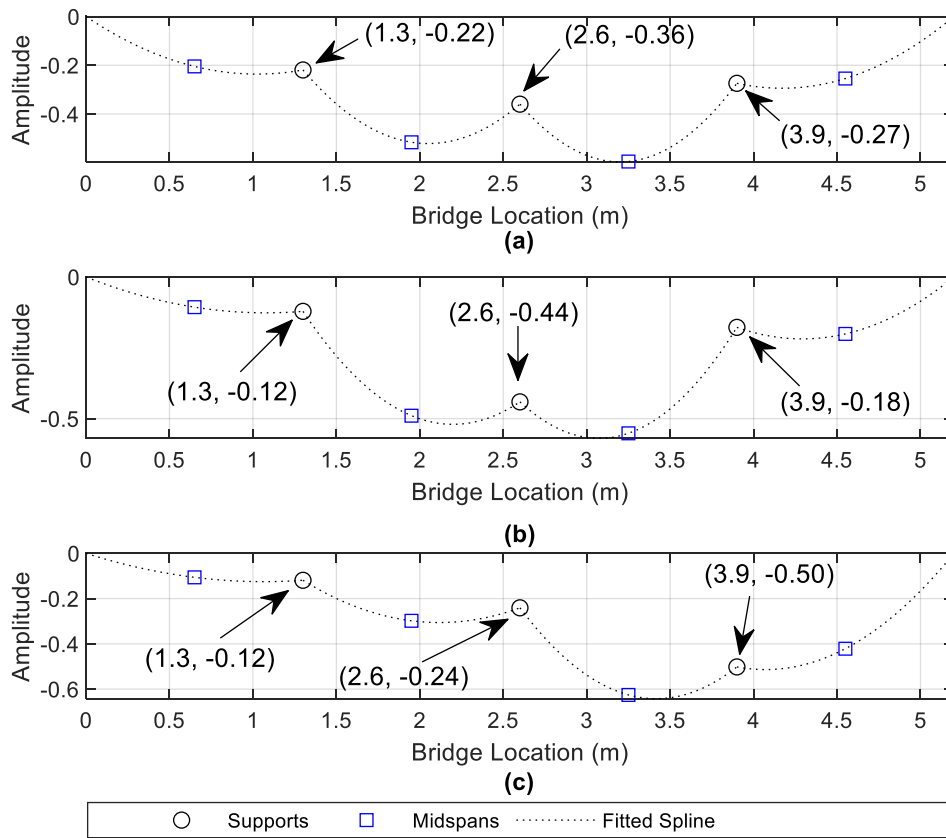 0
-0.2
-0.4
Amplitude
(1.3, -0.22)
(2.6, -0.36)
(3.9, -0.27)
0 0.5 1 1.5 2 2.5 3 3.5 4 4.5 5
Bridge Location (m)
(a)
0
-0.5
Amplitude
(1.3, -0.12)
(2.6, -0.44)
(3.9, -0.18)
0 0.5 1 1.5 2 2.5 3 3.5 4 4.5 5
Bridge Location (m)
(b)
0
-0.2
-0.4
-0.6
Amplitude
(1.3, -0.12)
(2.6, -0.24)
(3.9, -0.50)
0 0.5 1 1.5 2 2.5 3 3.5 4 4.5 5
Bridge Location (m)
(c)
Supports Midspans Fitted Spline